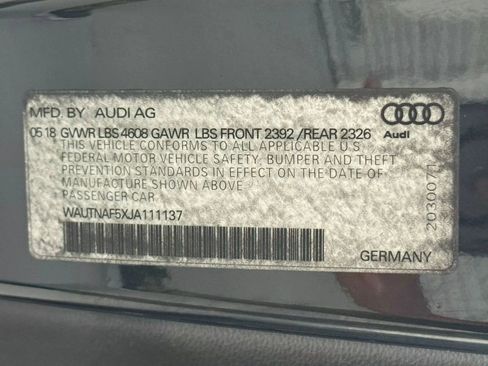 MFD. BY AUDI AG
05 18 GVWR LBS 4608 GAWR LBS FRONT 2392 /REAR 2326
Audi
THIS VEHICLE CONFORMS TO ALL APPLICABLE U.S.
FEDERAL MOTOR VEHICLE SAFETY, BUMPER AND THEFT
PREVENTION STANDARDS IN EFFECT ON THE DATE OF
MANUFACTURE SHOWN ABOVE.
PASSENGER CAR
WAUTNAF5XJA111137
2030071
GERMANY